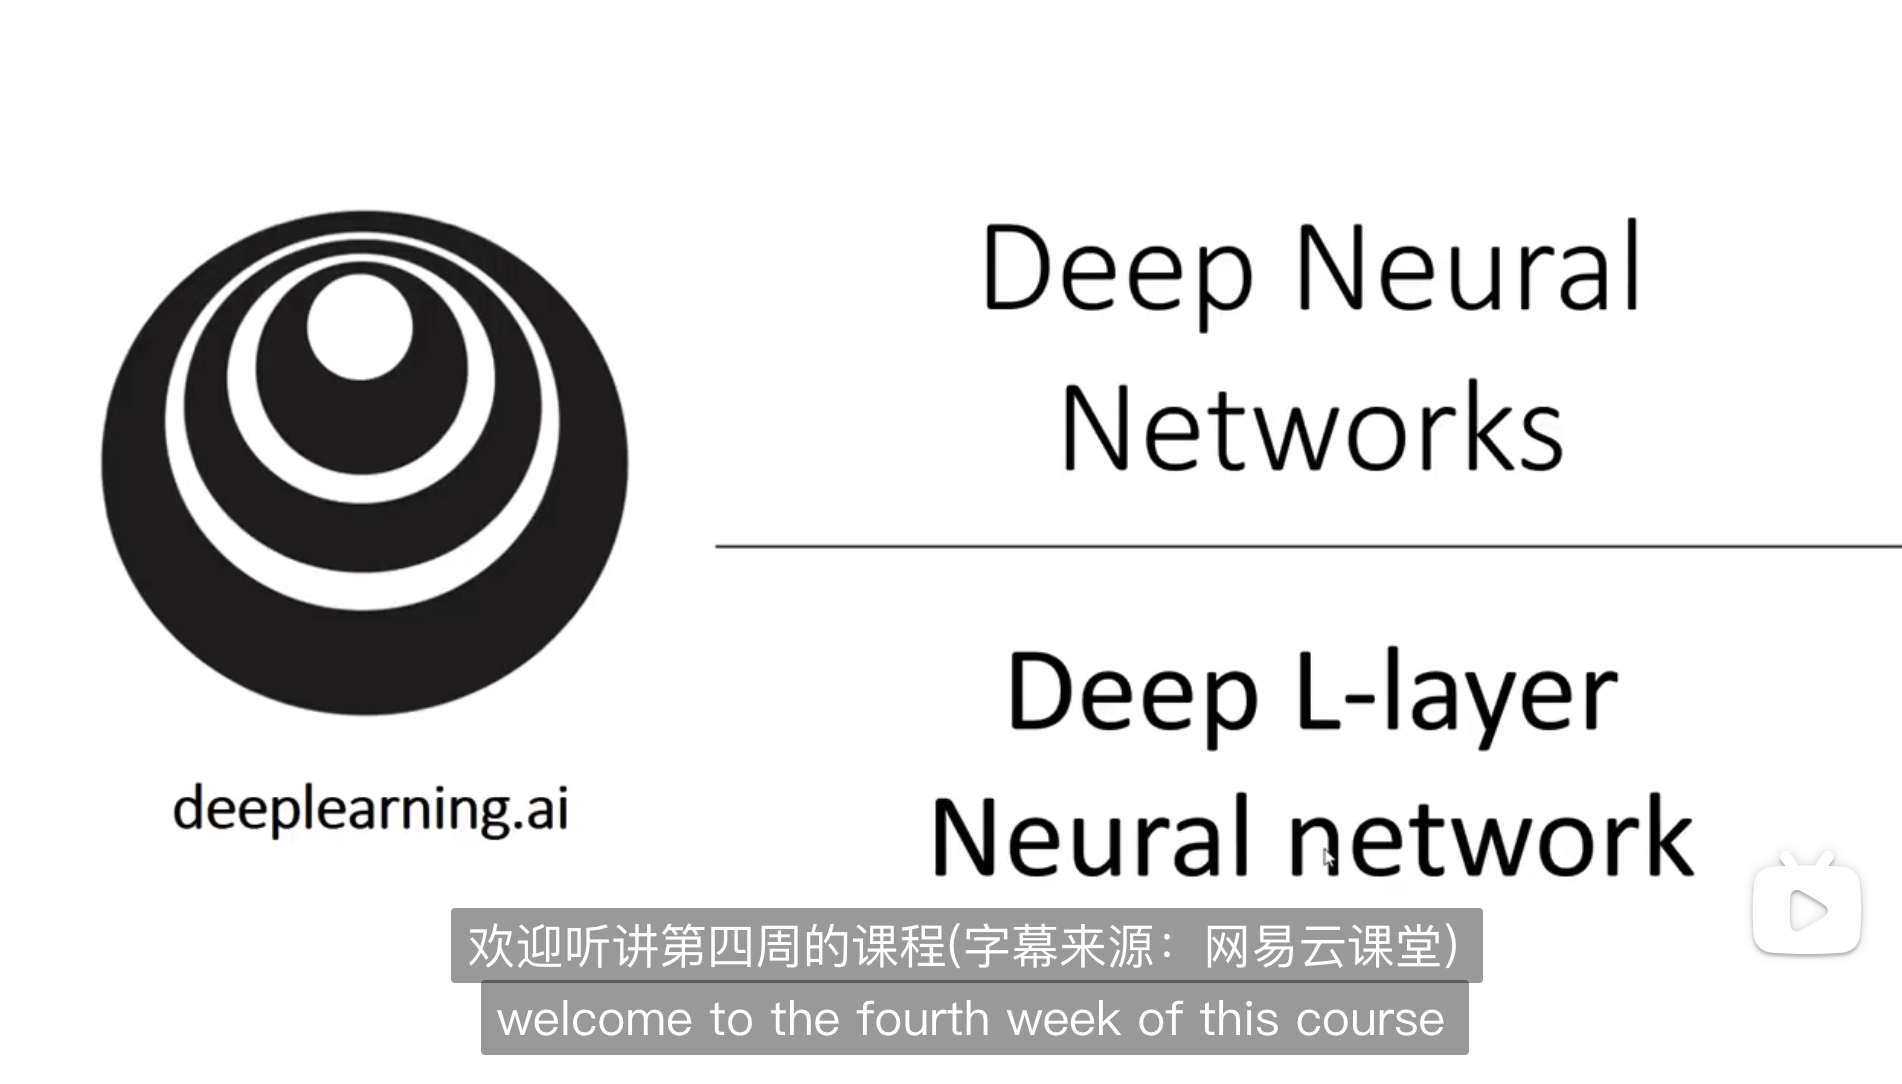 deeplearning.ai
Deep Neural
Networks
Deep L-layer
Neural network
欢迎听讲第四周的课程(字幕来源：网易云课堂)
welcome to the fourth week of this course